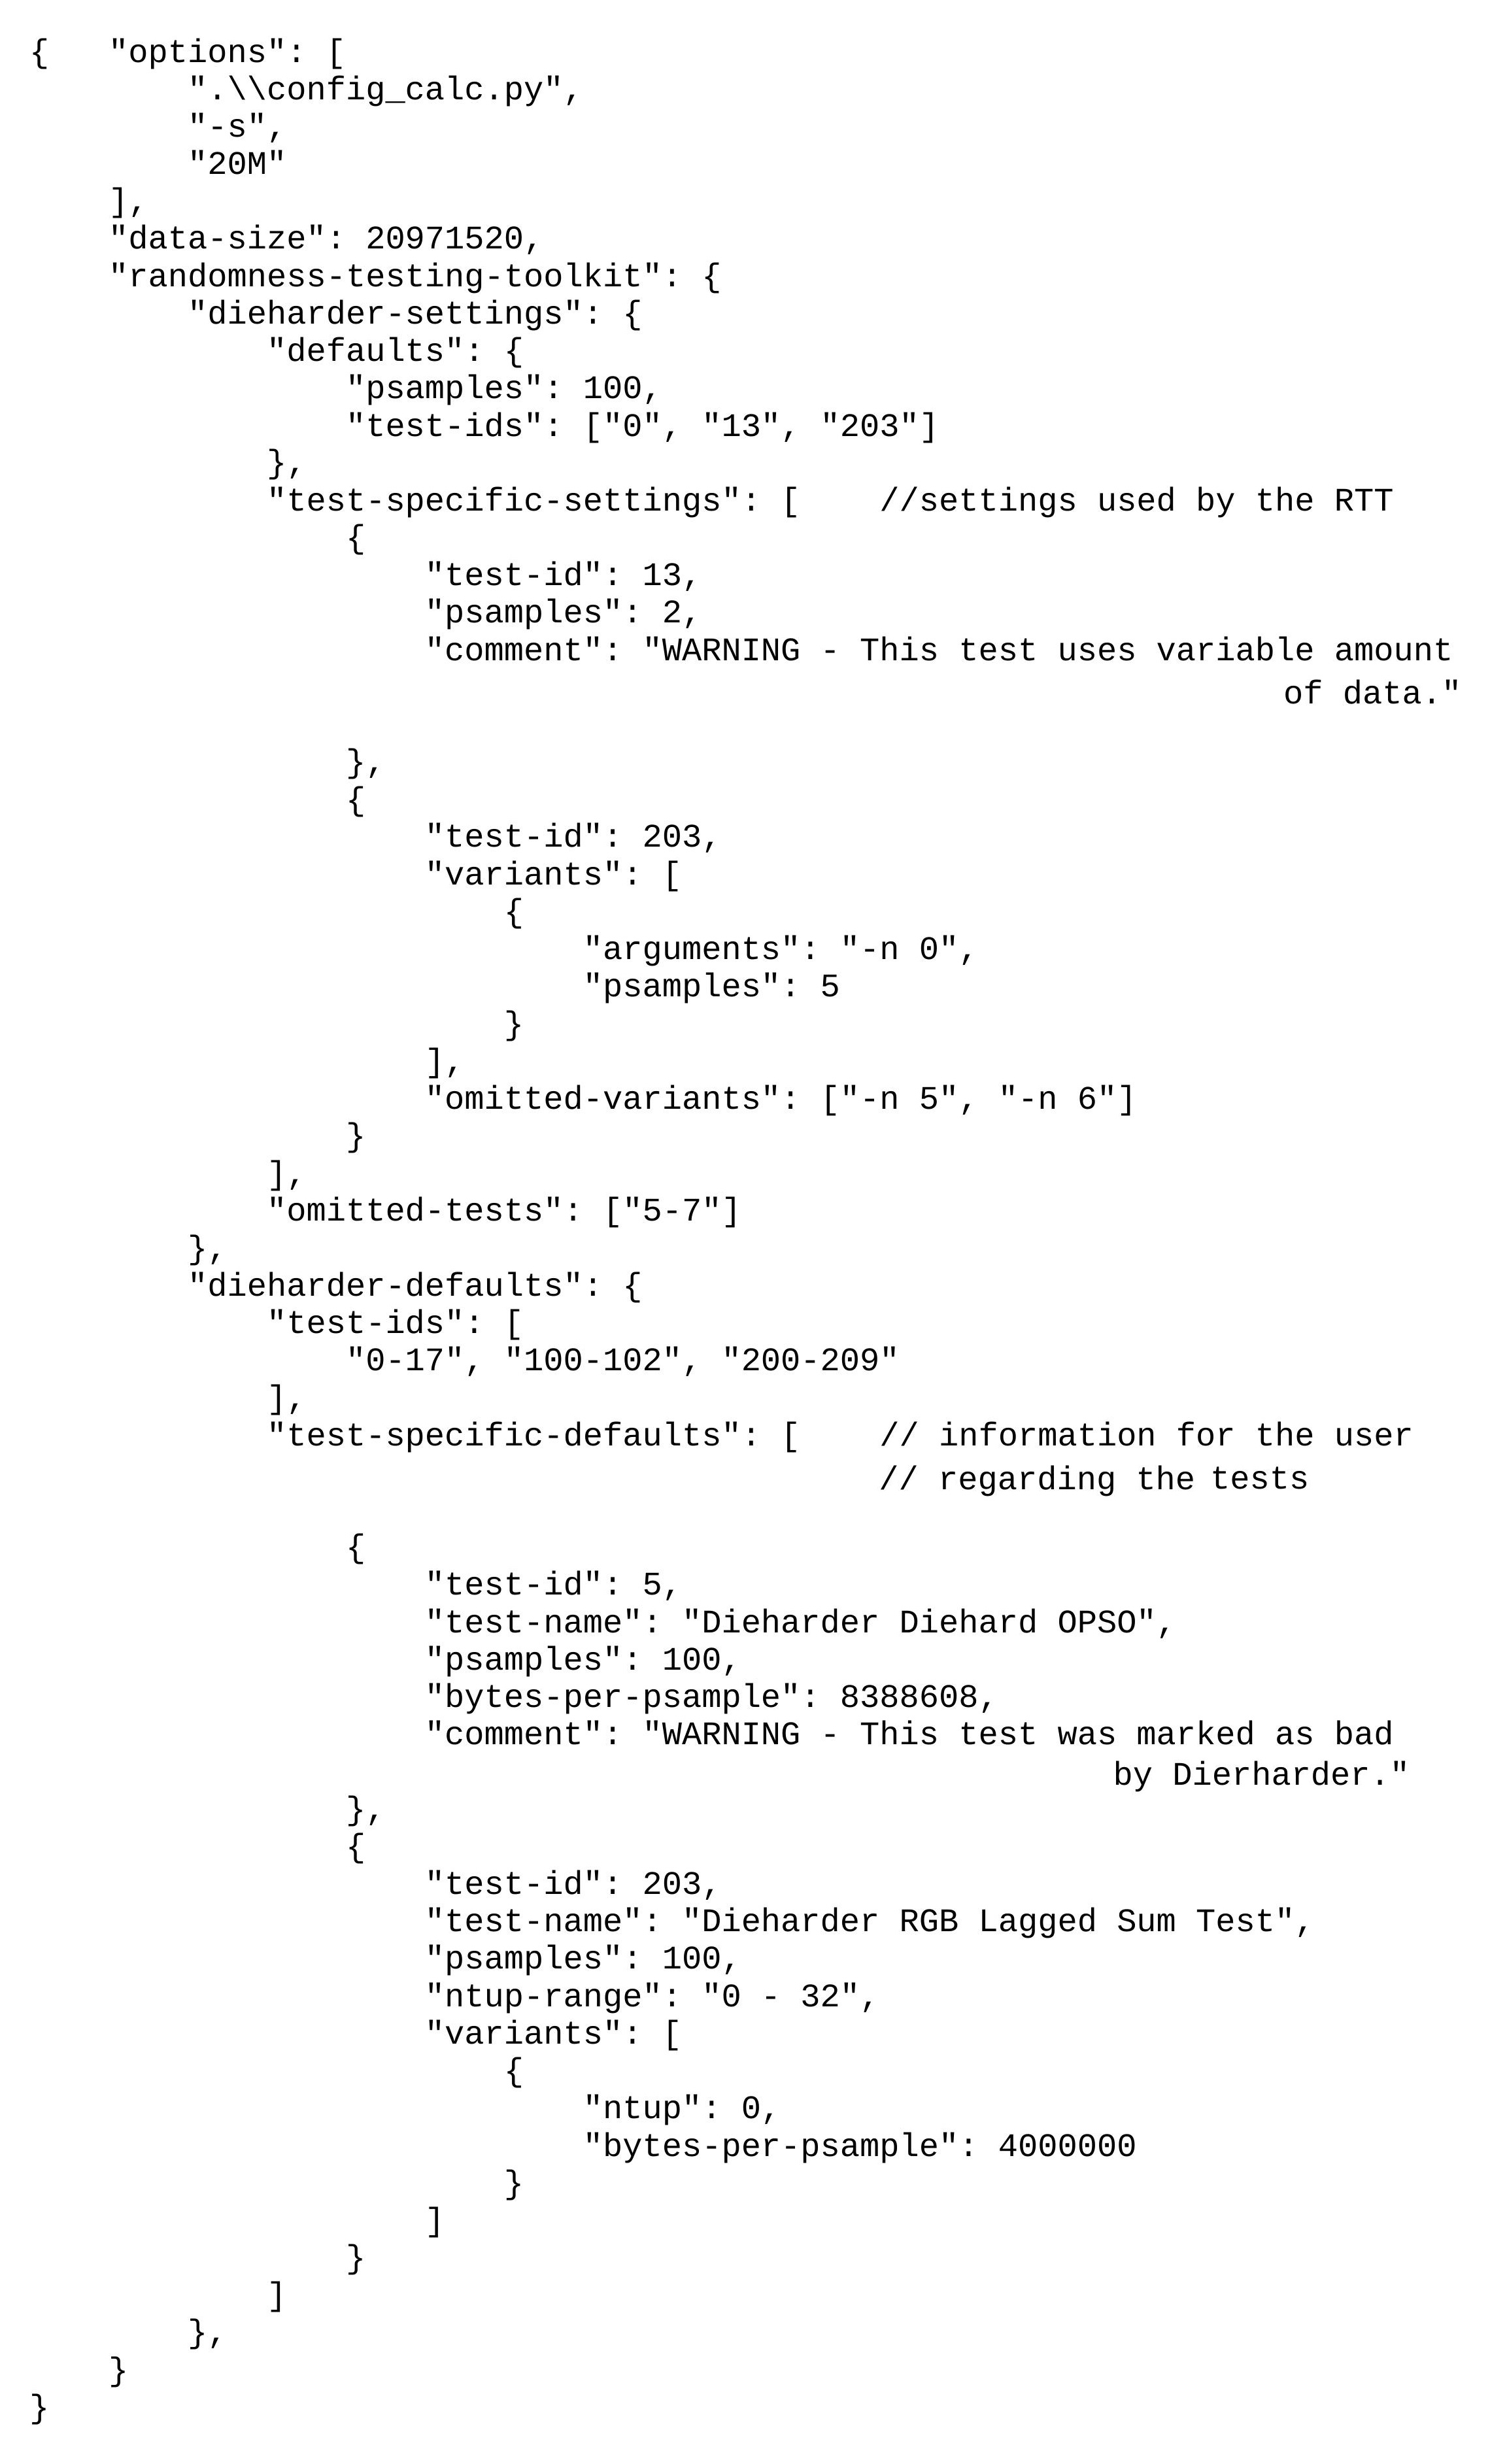 {   "options": [
        ".\\config_calc.py",
        "-s",
        "20M"
    ],
    "data-size": 20971520,
    "randomness-testing-toolkit": {
        "dieharder-settings": {
            "defaults": {
                "psamples": 100,
                "test-ids": ["0", "13", "203"]
            },
            "test-specific-settings": [    //settings used by the RTT
                {
                    "test-id": 13,
                    "psamples": 2,
                    "comment": "WARNING - This test uses variable amount
                                                               of data."
                },
                {
                    "test-id": 203,
                    "variants": [
                        {
                            "arguments": "-n 0",
                            "psamples": 5
                        }
                    ],
                    "omitted-variants": ["-n 5", "-n 6"]
                }
            ],
            "omitted-tests": ["5-7"]
        },
        "dieharder-defaults": {
            "test-ids": [
                "0-17", "100-102", "200-209"
            ],
            "test-specific-defaults": [    // information for the user
                                           // regarding the tests
                {
                    "test-id": 5,
                    "test-name": "Dieharder Diehard OPSO",
                    "psamples": 100,
                    "bytes-per-psample": 8388608,
                    "comment": "WARNING - This test was marked as bad
                                                       by Dierharder."
                },
                {
                    "test-id": 203,
                    "test-name": "Dieharder RGB Lagged Sum Test",
                    "psamples": 100,
                    "ntup-range": "0 - 32",
                    "variants": [
                        {
                            "ntup": 0,
                            "bytes-per-psample": 4000000
                        }
                    ]
                }
            ]
        },
    }
}